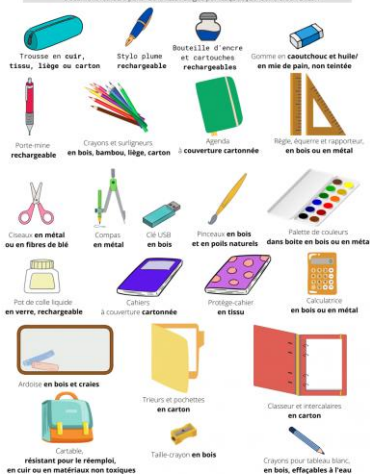 Trousse en cuir,
tissu, liège ou carton
Stylo plume
rechargeable
Bouteille d'encre
et cartouches
rechargeables
Gomme en caoutchouc et huile/
en mie de pain, non teintée
Porte-mine
rechargeable
Crayons et surligneurs
en bois, bambou, liège, carton
Agenda
à couverture cartonnée
Règle, équerre et rapporteur,
en bois ou en métal
Ciseaux en métal
ou en fibres de blé
Compas
en métal
Clé USB
en bois
Pinceaux en bois
et en poils naturels
Palette de couleurs
dans boite en bois ou en méta
Pot de colle liquide
en verre, rechargeable
Cahiers
à couverture cartonnée
Protège-cahier
en tissu
Calculatrice
en bois ou en métal
Ardoise en bois et craies
Trieurs et pochettes
en carton
Classeur et intercalaires
en carton
Cartable,
résistant pour le réemploi,
en cuir ou en matériaux non toxiques
Taille-crayon en bois
Crayons pour tableau blanc,
en bois, effaçables à l'eau